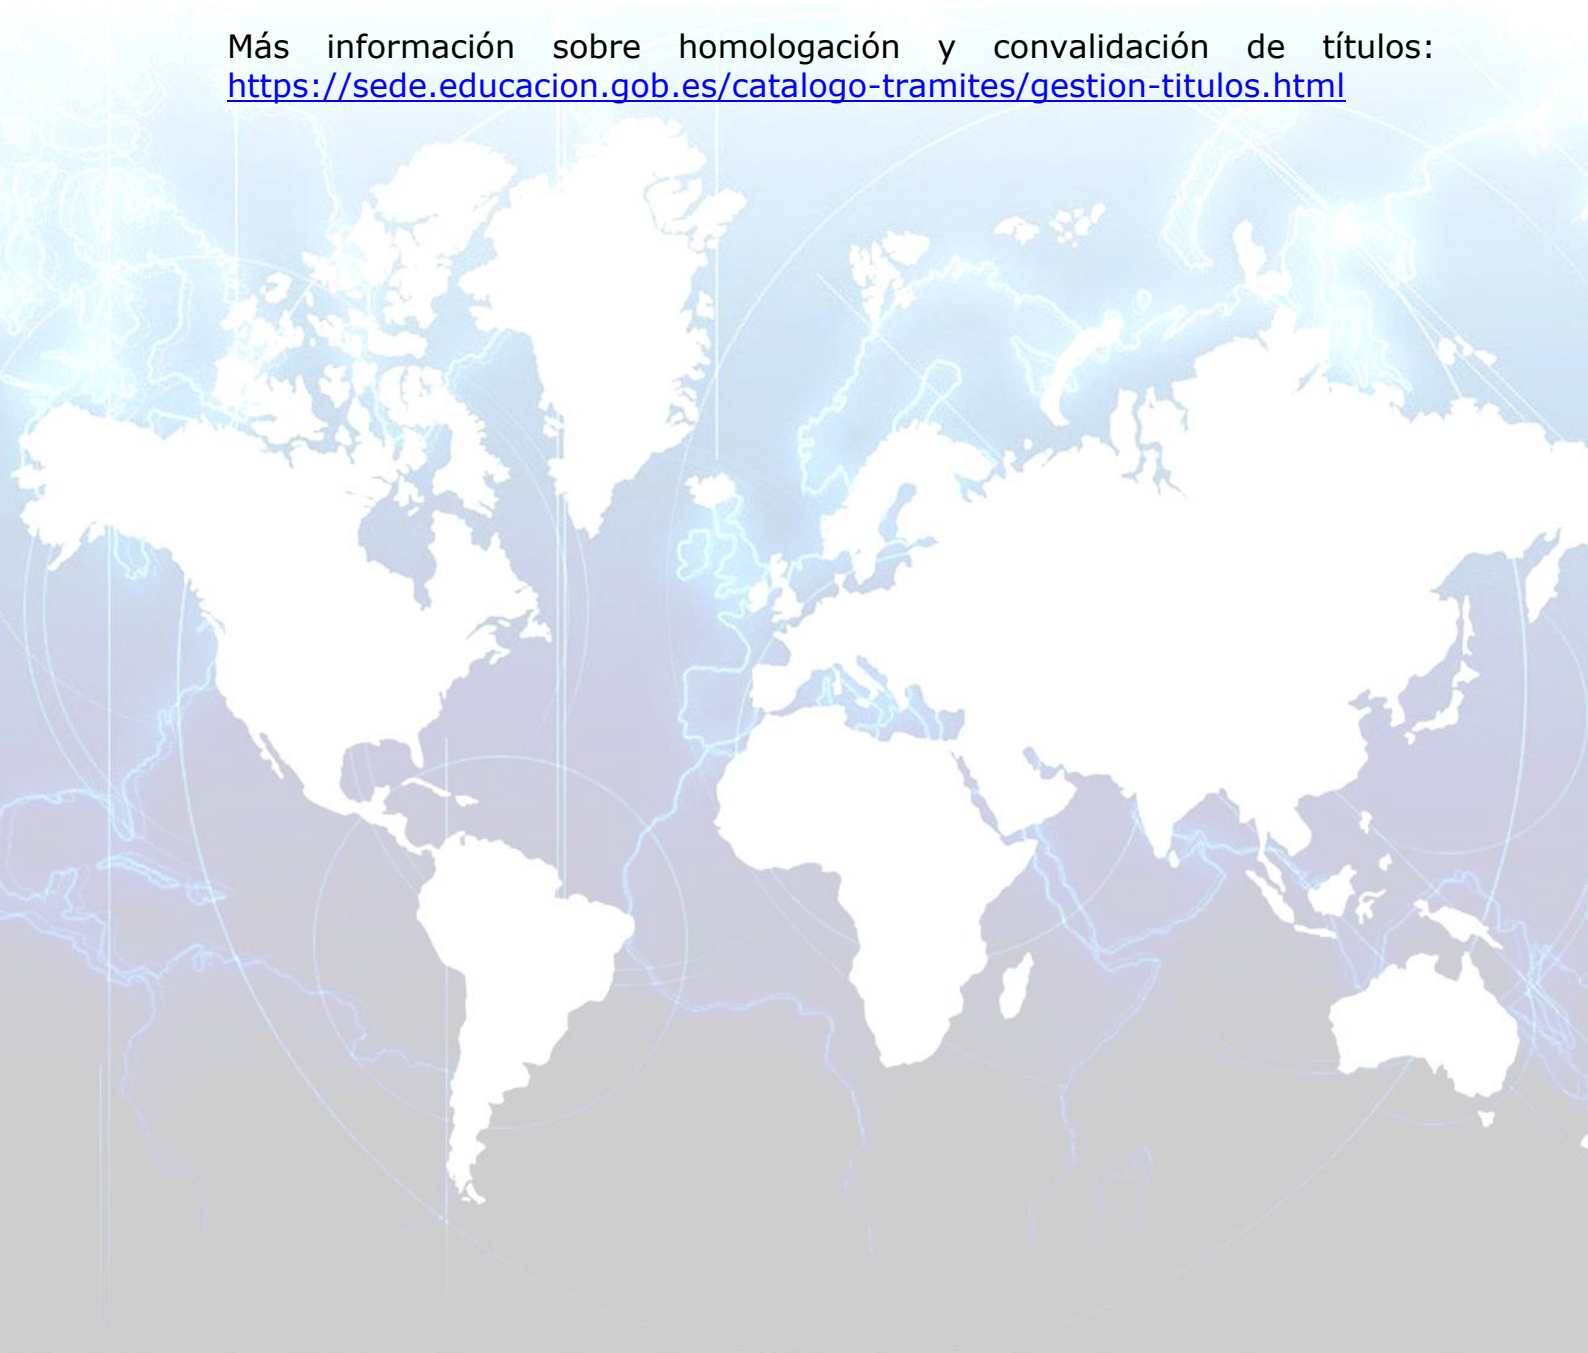 Más información sobre homologación y convalidación de títulos:
https://sede.educacion.gob.es/catalogo-tramites/gestion-titulos.html